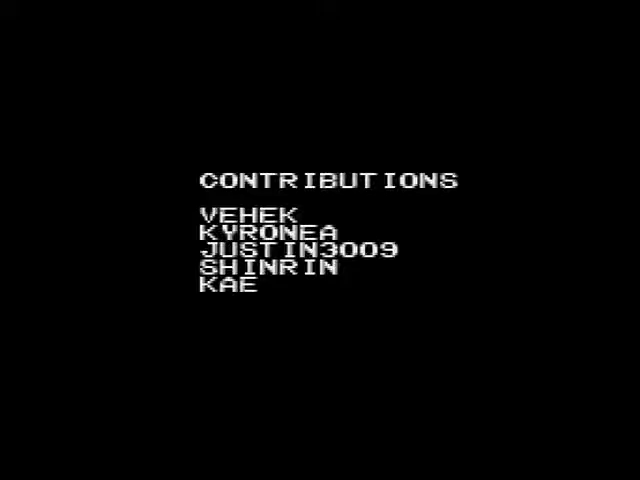 CONTRIBUTIONS
VEHEK
KYRONEA
JUSTIN3009
SHINRIN
KAE